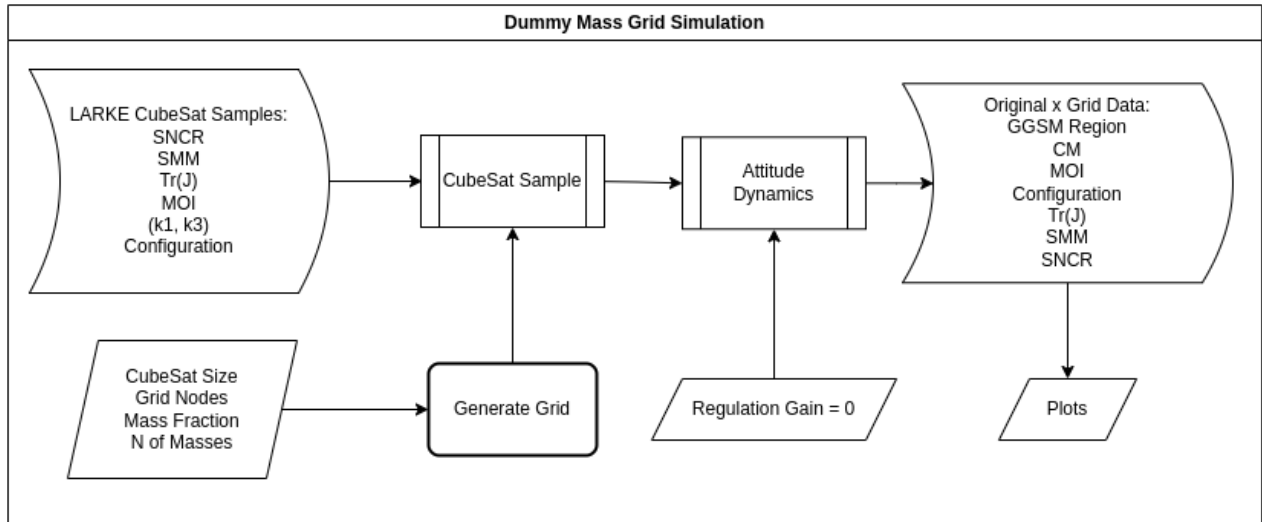 Dummy Mass Grid Simulation
LARKE CubeSat Samples:
SNCR
SMM
Tr(J)
MOI
(k1, k3)
Configuration
CubeSat Sample
Attitude
Dynamics
Original x Grid Data:
GGSM Region
CM
MOI
Configuration
Tr(J)
SMM
SNCR
CubeSat Size
Grid Nodes
Mass Fraction
N of Masses
Generate Grid
Regulation Gain = 0
Plots